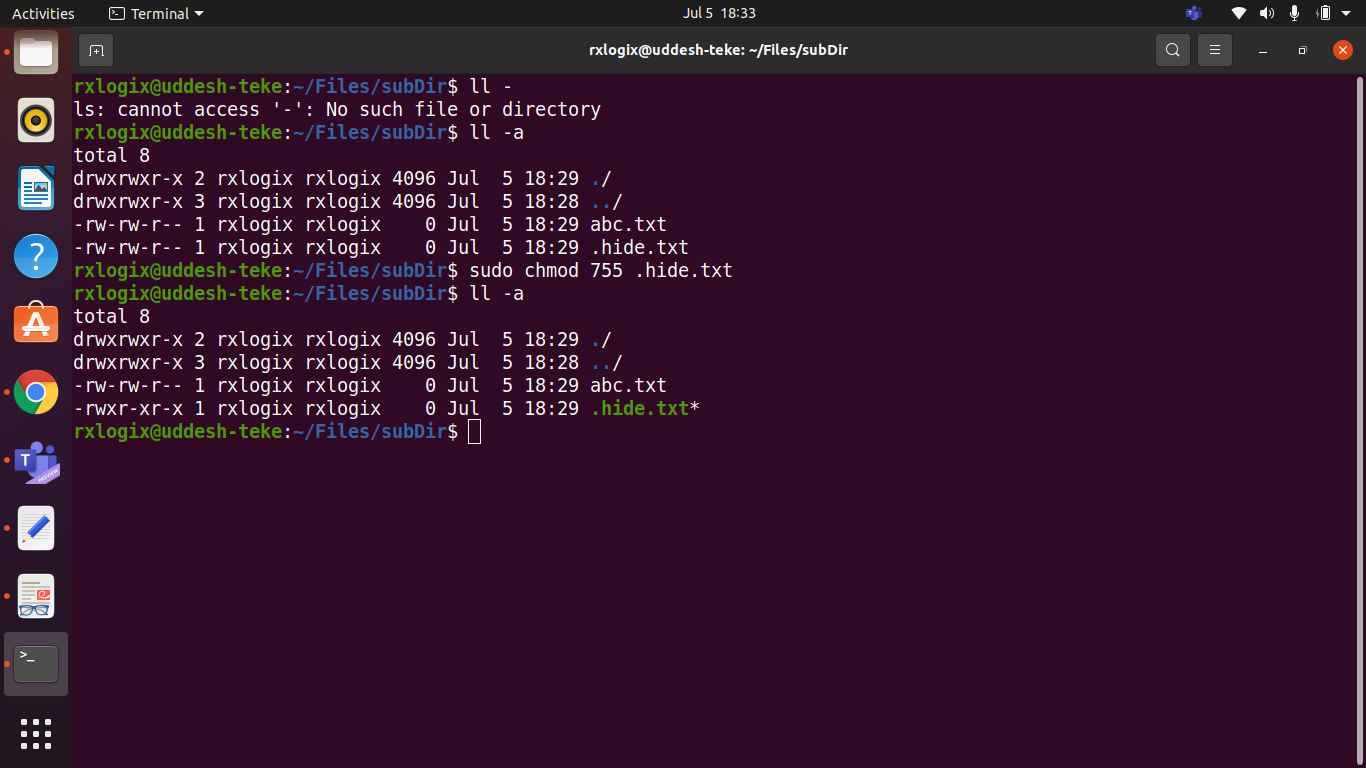 Activities
Terminal
Jul 5 18:33
rxlogix@uddesh-teke: ~/Files/subDir
rxlogix@uddesh-teke:~/Files/subDir$ ll -
ls: cannot access '-': No such file or directory
rxlogix@uddesh-teke:~/Files/subDir$ ll -a
total 8
drwxrwxr-x 2 rxlogix rxlogix 4096 Jul  5 18:29 ./
drwxrwxr-x 3 rxlogix rxlogix 4096 Jul  5 18:28 ../
-rw-rw-r-- 1 rxlogix rxlogix    0 Jul  5 18:29 abc.txt
-rw-rw-r-- 1 rxlogix rxlogix    0 Jul  5 18:29 .hide.txt
rxlogix@uddesh-teke:~/Files/subDir$ sudo chmod 755 .hide.txt
rxlogix@uddesh-teke:~/Files/subDir$ ll -a
total 8
drwxrwxr-x 2 rxlogix rxlogix 4096 Jul  5 18:29 ./
drwxrwxr-x 3 rxlogix rxlogix 4096 Jul  5 18:28 ../
-rw-rw-r-- 1 rxlogix rxlogix    0 Jul  5 18:29 abc.txt
-rwxr-xr-x 1 rxlogix rxlogix    0 Jul  5 18:29 .hide.txt*
rxlogix@uddesh-teke:~/Files/subDir$
?
T
PREVIEW
>_